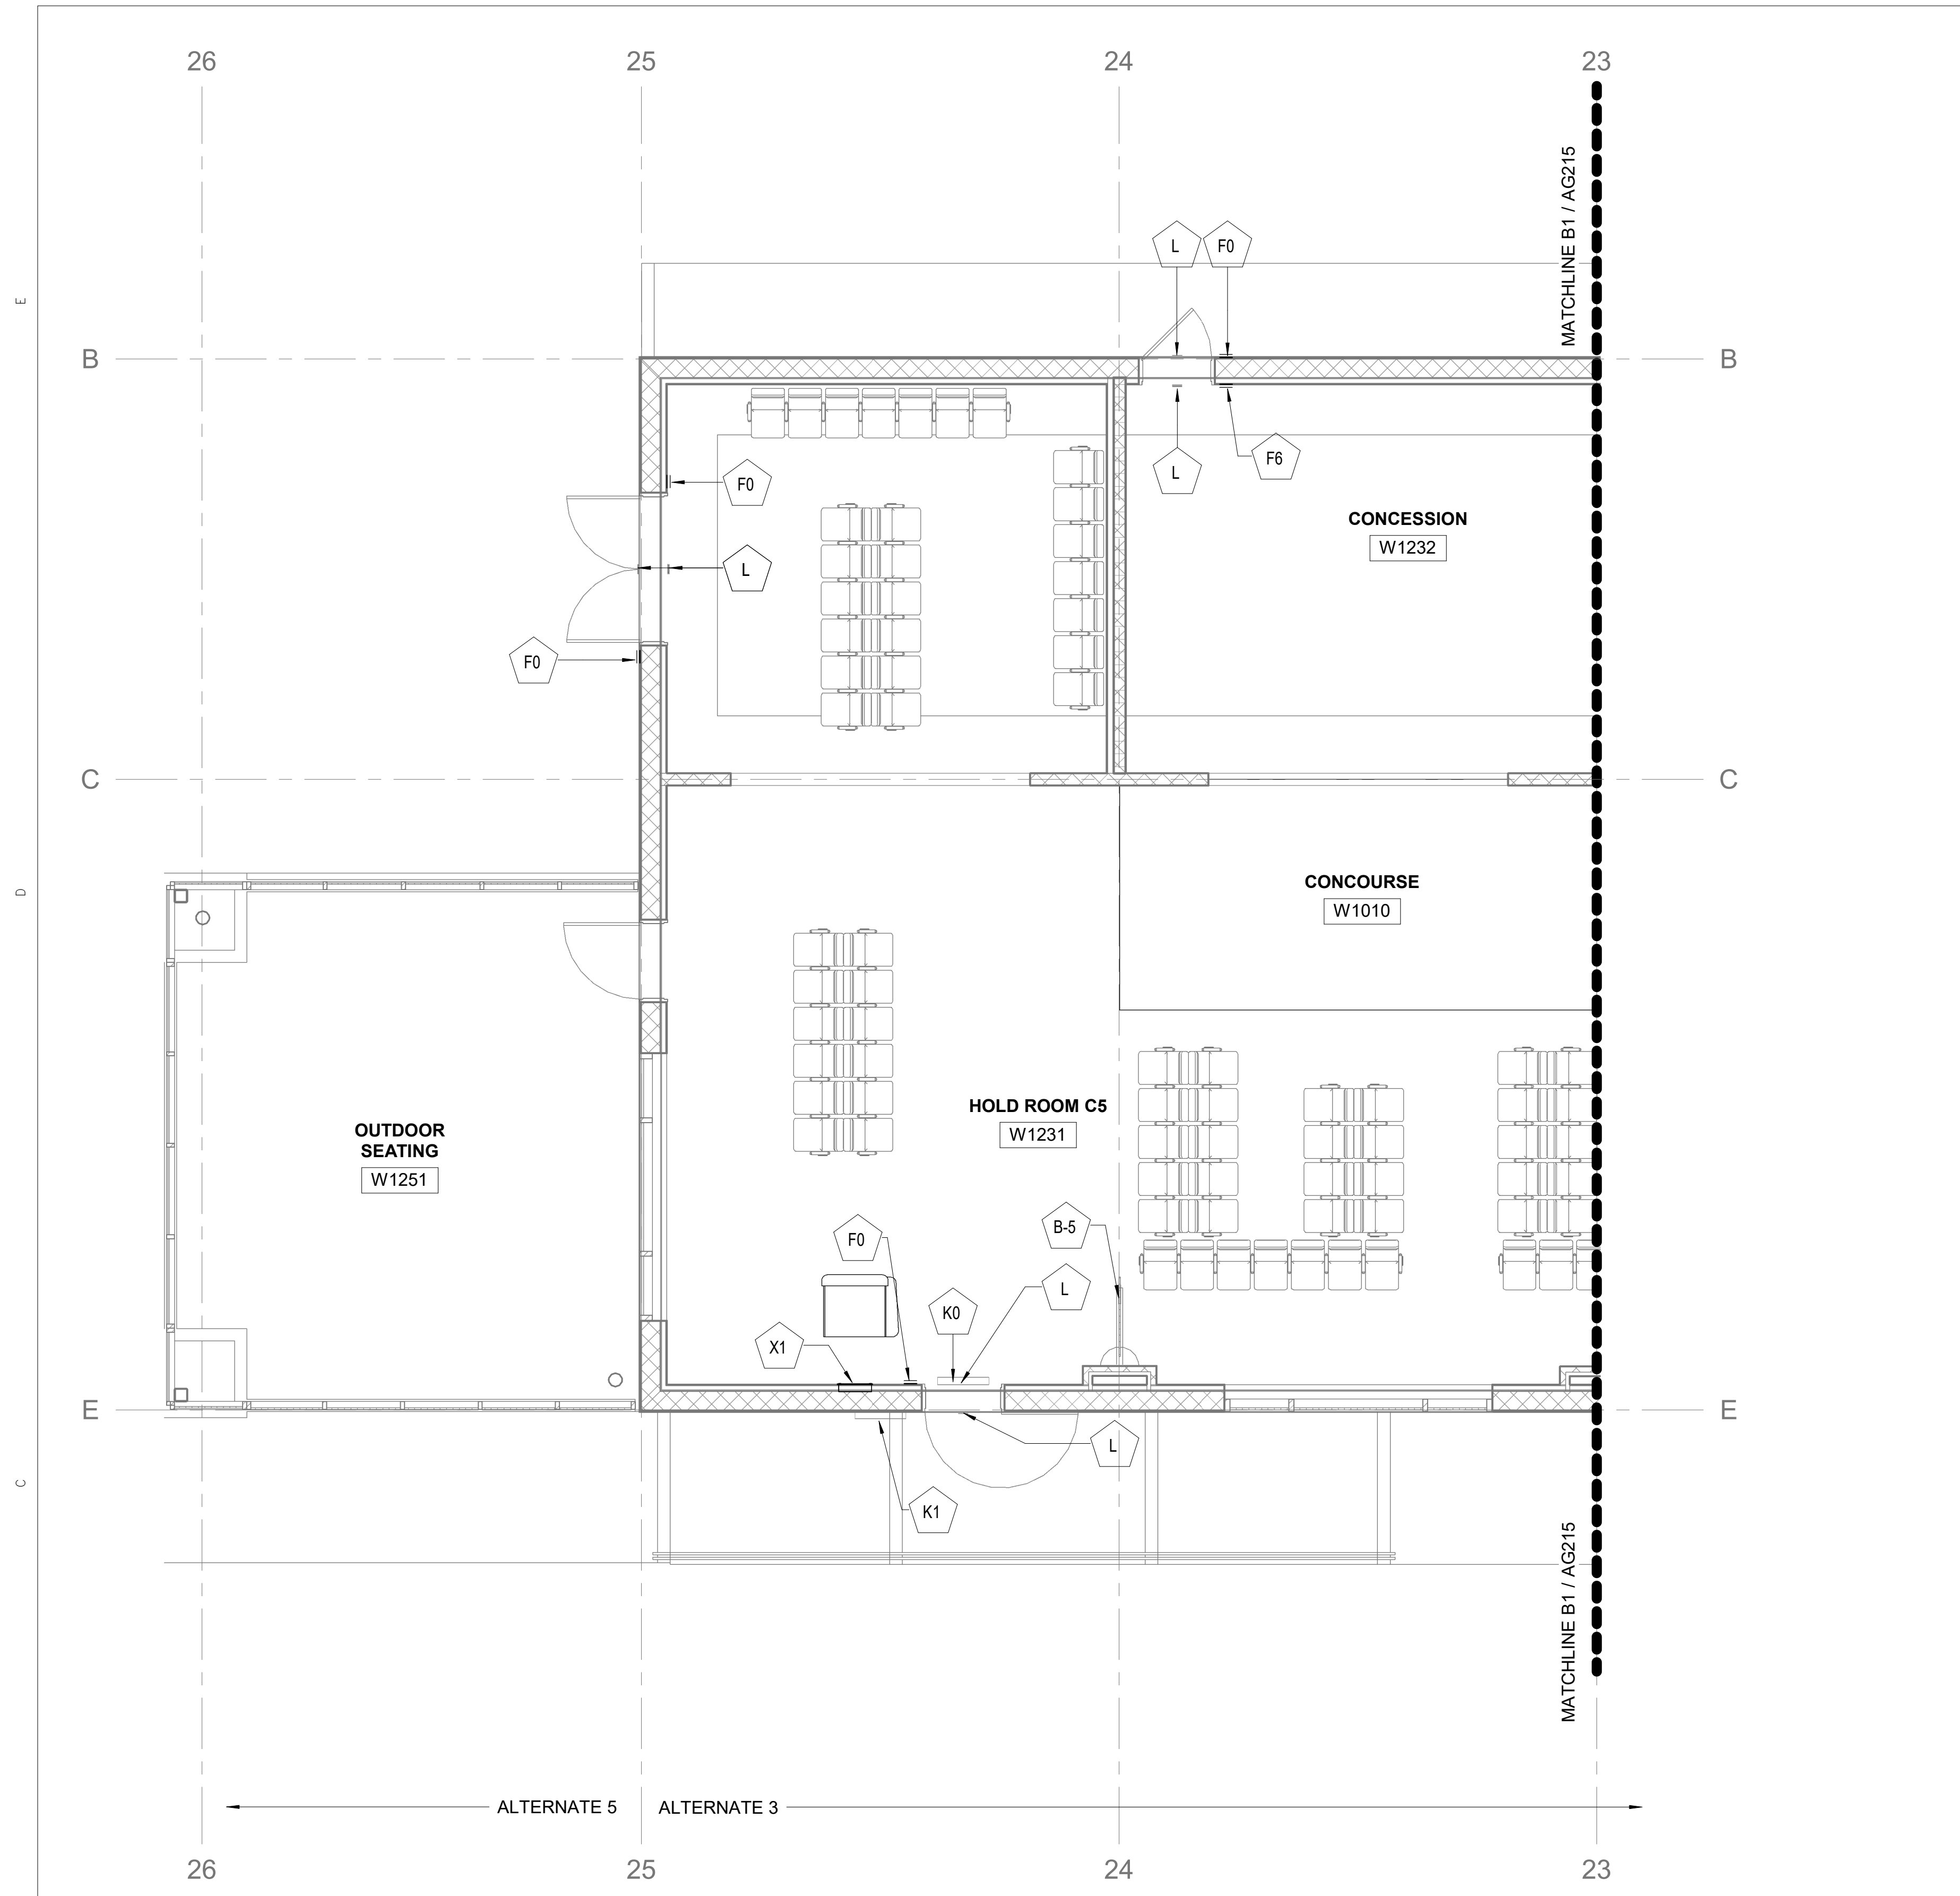 26
25
24
23
MATCHLINE B1 / AG215
L
F0
E
B
B
F0
L
F6
CONCESSION
W1232
L
F0
C
C
D
CONCOURSE
W1010
HOLD ROOM C5
W1231
OUTDOOR
SEATING
W1251
B-5
F0
L
K0
X1
E
E
L
C
K1
MATCHLINE B1 / AG215
ALTERNATE 5
ALTERNATE 3
26
25
24
23